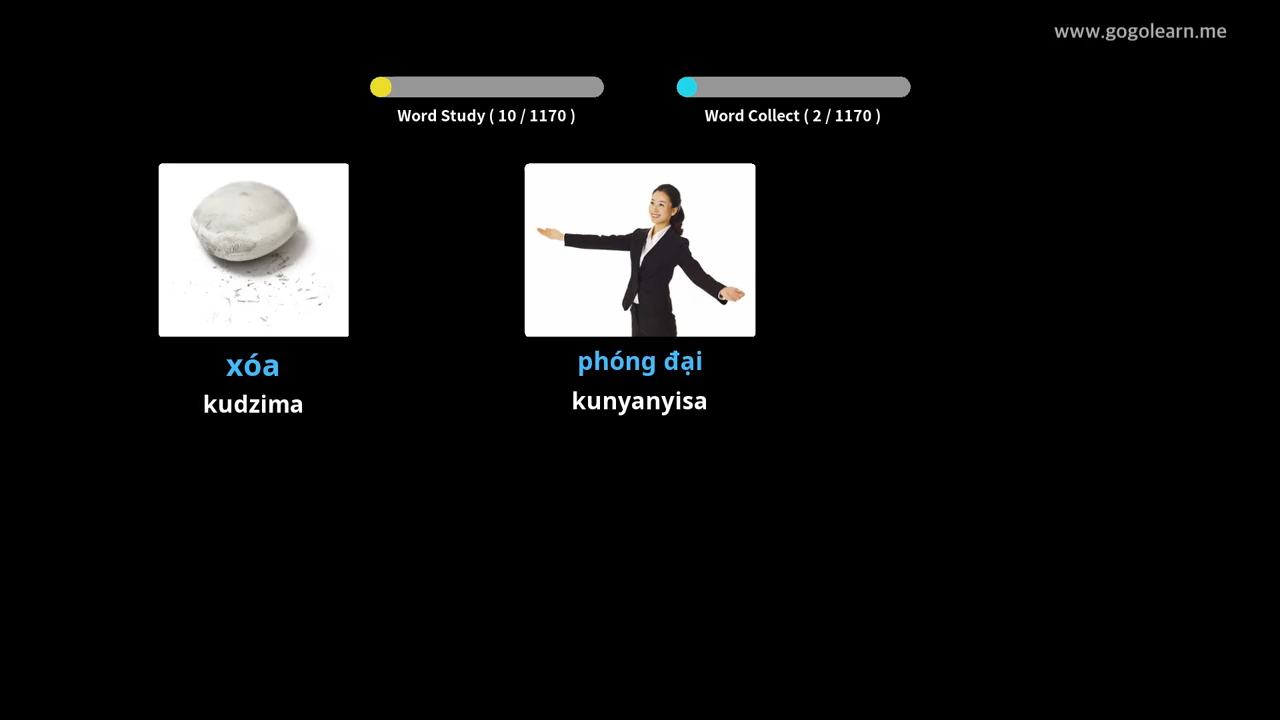 www.gogolearn.me
Word Study ( 10 / 1170 )
Word Collect ( 2 / 1170 )
xóa
kudzima
phóng đại
kunyanyisa